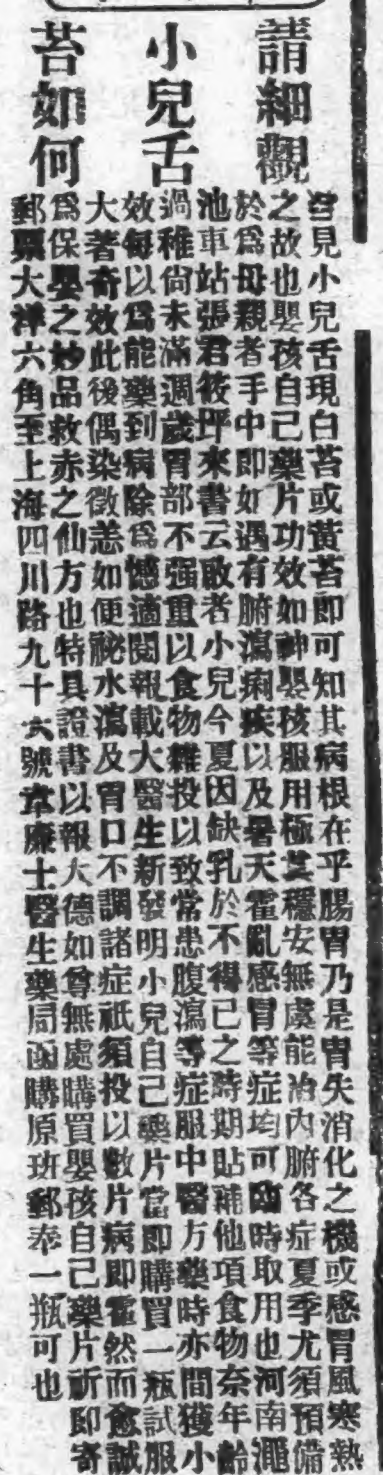 請細觀
小兒舌
苔如何
嘗見小兒舌現白苔或黃苔即可知其病根在乎腸胃乃是胃失消化之機或感冒風寒熱
之故也嬰孩自己藥片功效如神嬰孩服用極其穩安無虞能治內腑各症夏季尤須預備
於爲母親者手中即如遇有腑瀉痢疾以及暑天霍亂感冒等症均可臨時取用也河南澠
池車站張君筱坪來書云敬者小兒今夏因缺乳於不得已之時期貼補他項食物奈年齡
過稚尙未滿週歲胃部不强重以食物雜投以致常患腹瀉等症服中醫方藥時亦間獲小
效每以爲能藥到病除爲憾適閱報載大醫生新發明小兒自己藥片當即購買一瓶試服
大著奇效此後偶染微恙如便祕水瀉及胃口不調諸症祇須投以數片病即霍然而愈誠
爲保嬰之妙品救赤之仙方也特具證書以報大德如尊無處購買嬰孩自己藥片祈即寄
郵票大洋六角至上海四川路九十六號韋廉士醫生藥局函購原班郵奉一瓶可也